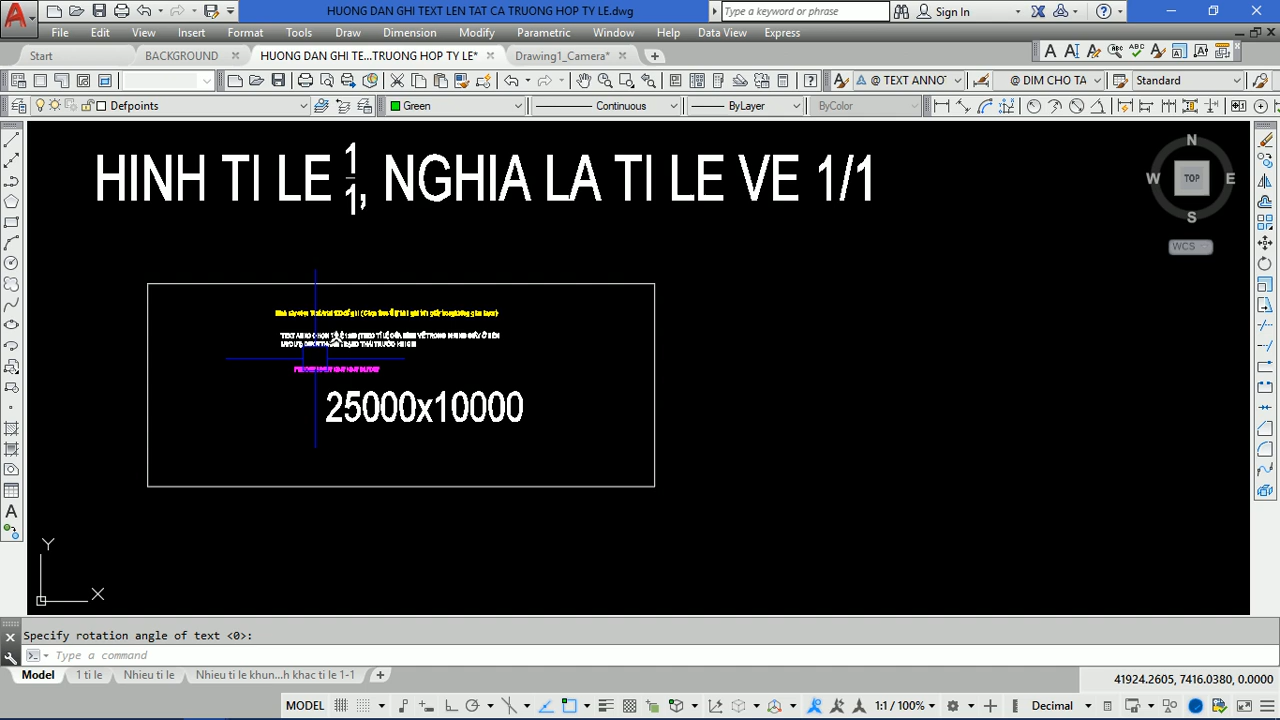 HUONG DAN GHI TEXT LEN TAT CA TRUONG HOP TY LE.dwg
Type a keyword or phrase
Sign In
File Edit View Insert Format Tools Draw Dimension Modify Parametric Window Help Data View Express
Start
BACKGROUND
HUONG DAN GHI TE...TRUONG HOP TY LE*
Drawing1_Camera*
@ TEXT ANNOT
@ DIM CHO TA
Standard
Defpoints
Green
Continuous
ByLayer
ByColor
HINH TI LE 1/1, NGHIA LA TI LE VE 1/1
N
W TOP E
S
WCS
25000x10000
Y
X
Specify rotation angle of text <0>:
Type a command
Model
1 ti le
Nhieu ti le
Nhieu ti le khun...h khac ti le 1-1
41924.2605, 7416.0380, 0.0000
MODEL
1:1 / 100%
Decimal